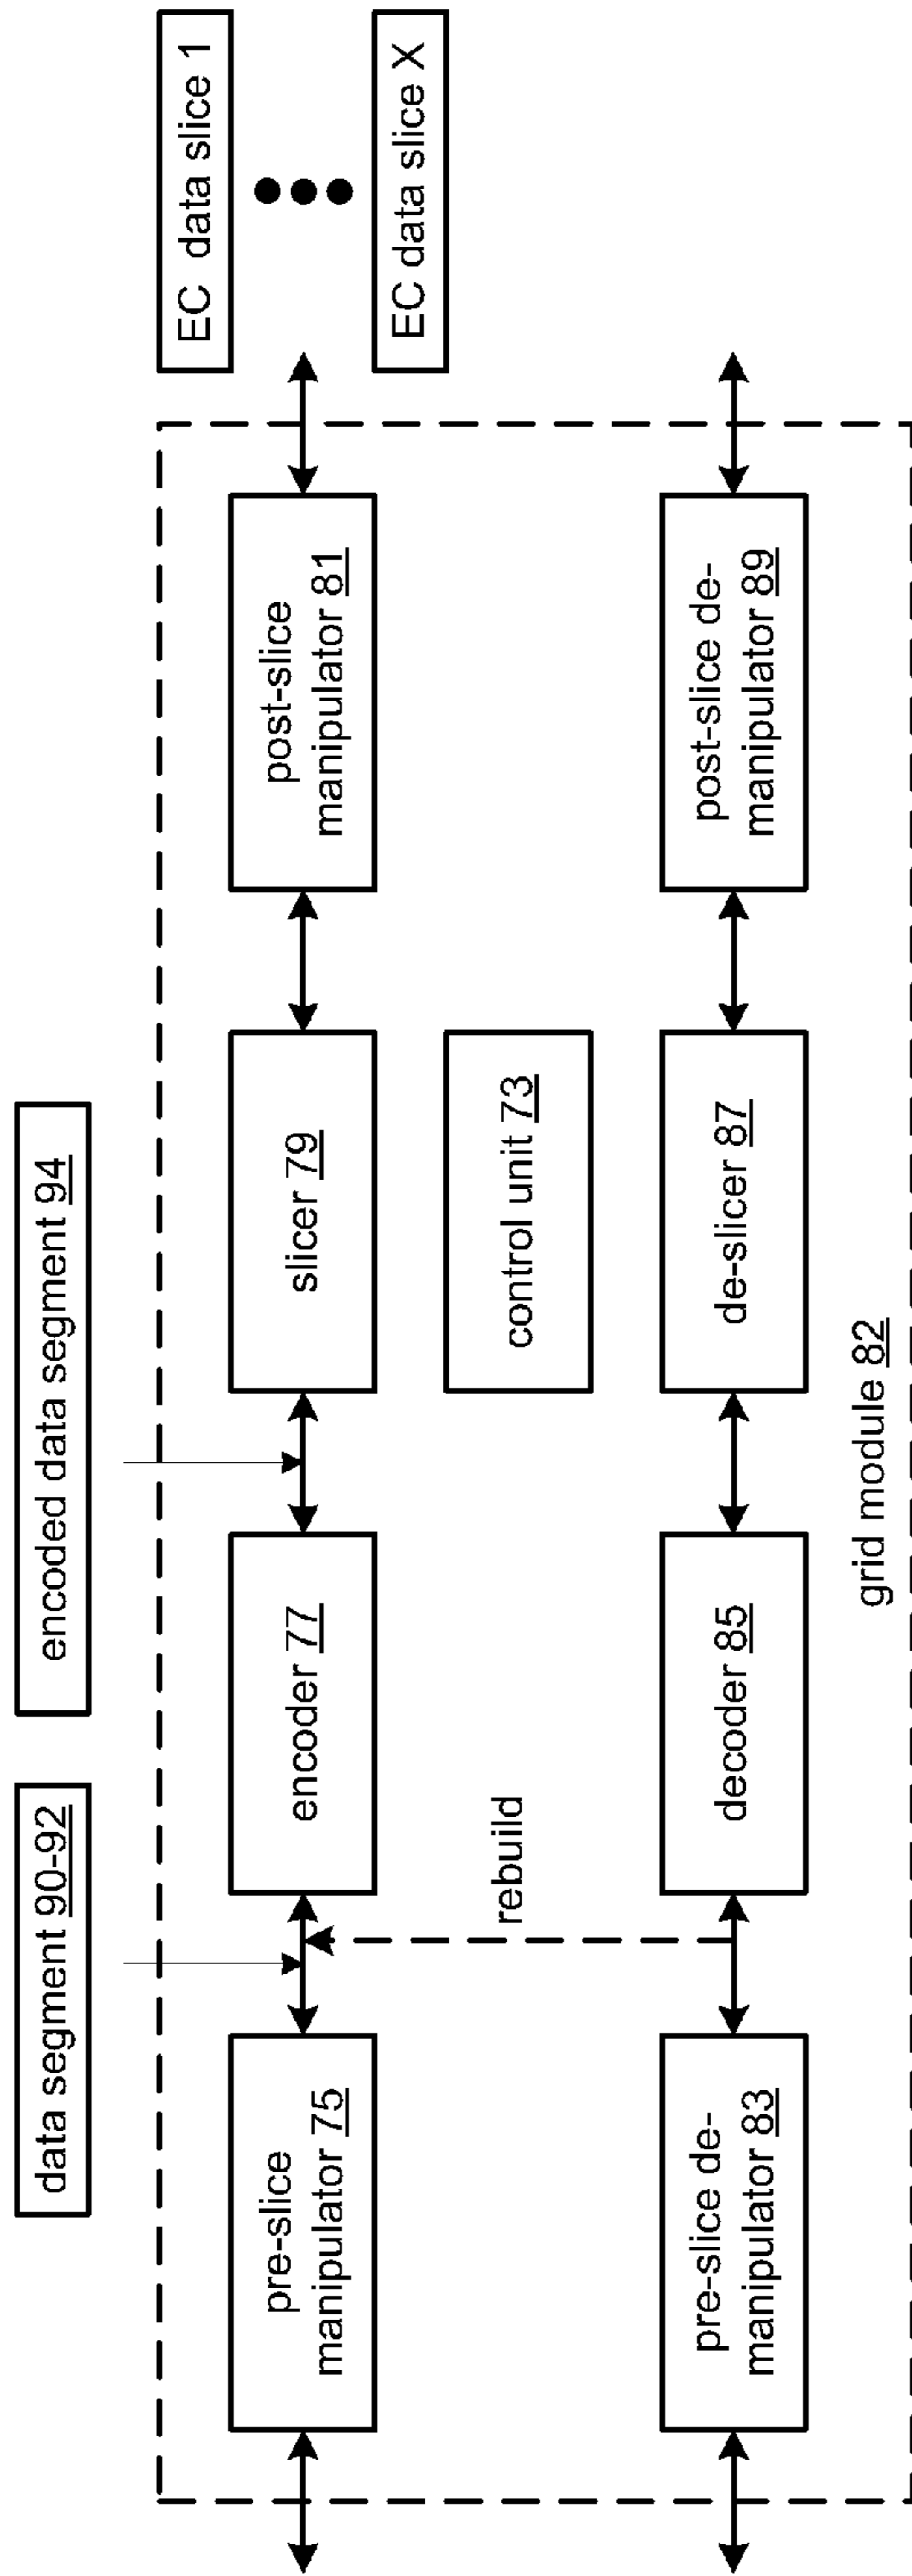 data segment 90-92
encoded data segment 94
EC data slice 1
EC data slice X
pre-slice
manipulator 75
encoder 77
slicer 79
post-slice
manipulator 81
rebuild
control unit 73
pre-slice de-
manipulator 83
decoder 85
de-slicer 87
post-slice de-
manipulator 89
grid module 82